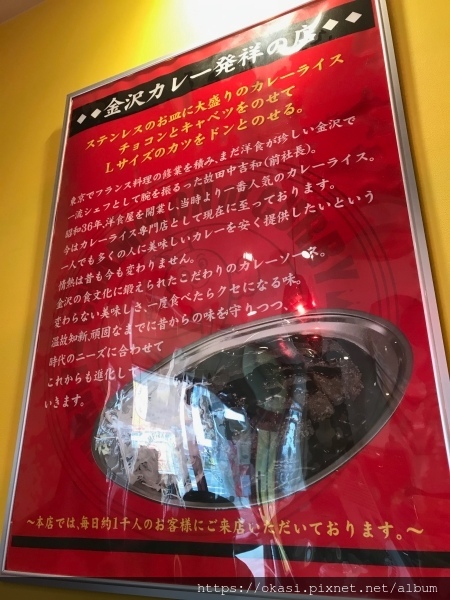 ◆◆金沢カレー発祥の店◆◆
ステンレスのお皿に大盛りのカレーライス
チョコンとキャベツをのせて
Lサイズのカツをドンとのせる。
東京でフランス料理の修業を積み、まだ洋食が珍しい金沢で
一流シェフとして腕を振るった故田中吉和(前社長)。
昭和36年、洋食屋を開業し、当時より一番人気のカレーライス。
今はカレーライス専門店として現在に至っております。
一人でも多くの人に美味しいカレーを安く提供したいという
情熱は昔も今も変わりません。
金沢の食文化に鍛えられたこだわりのカレーソース。
変わらない美味しさ、一度食べたらクセになる味。
温故知新、頑固なまでに昔からの味を守りつつ、
時代のニーズに合わせて
これからも進化して
いきます。
〜本店では、毎日約1千人のお客様にご来店いただいております。〜
https://okasi.pixnet.net/album